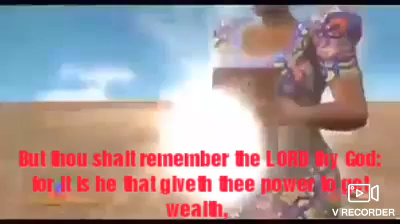 But thou shalt remember the LORD thy God:
for it is he that giveth thee power to get
wealth,
V RECORDER